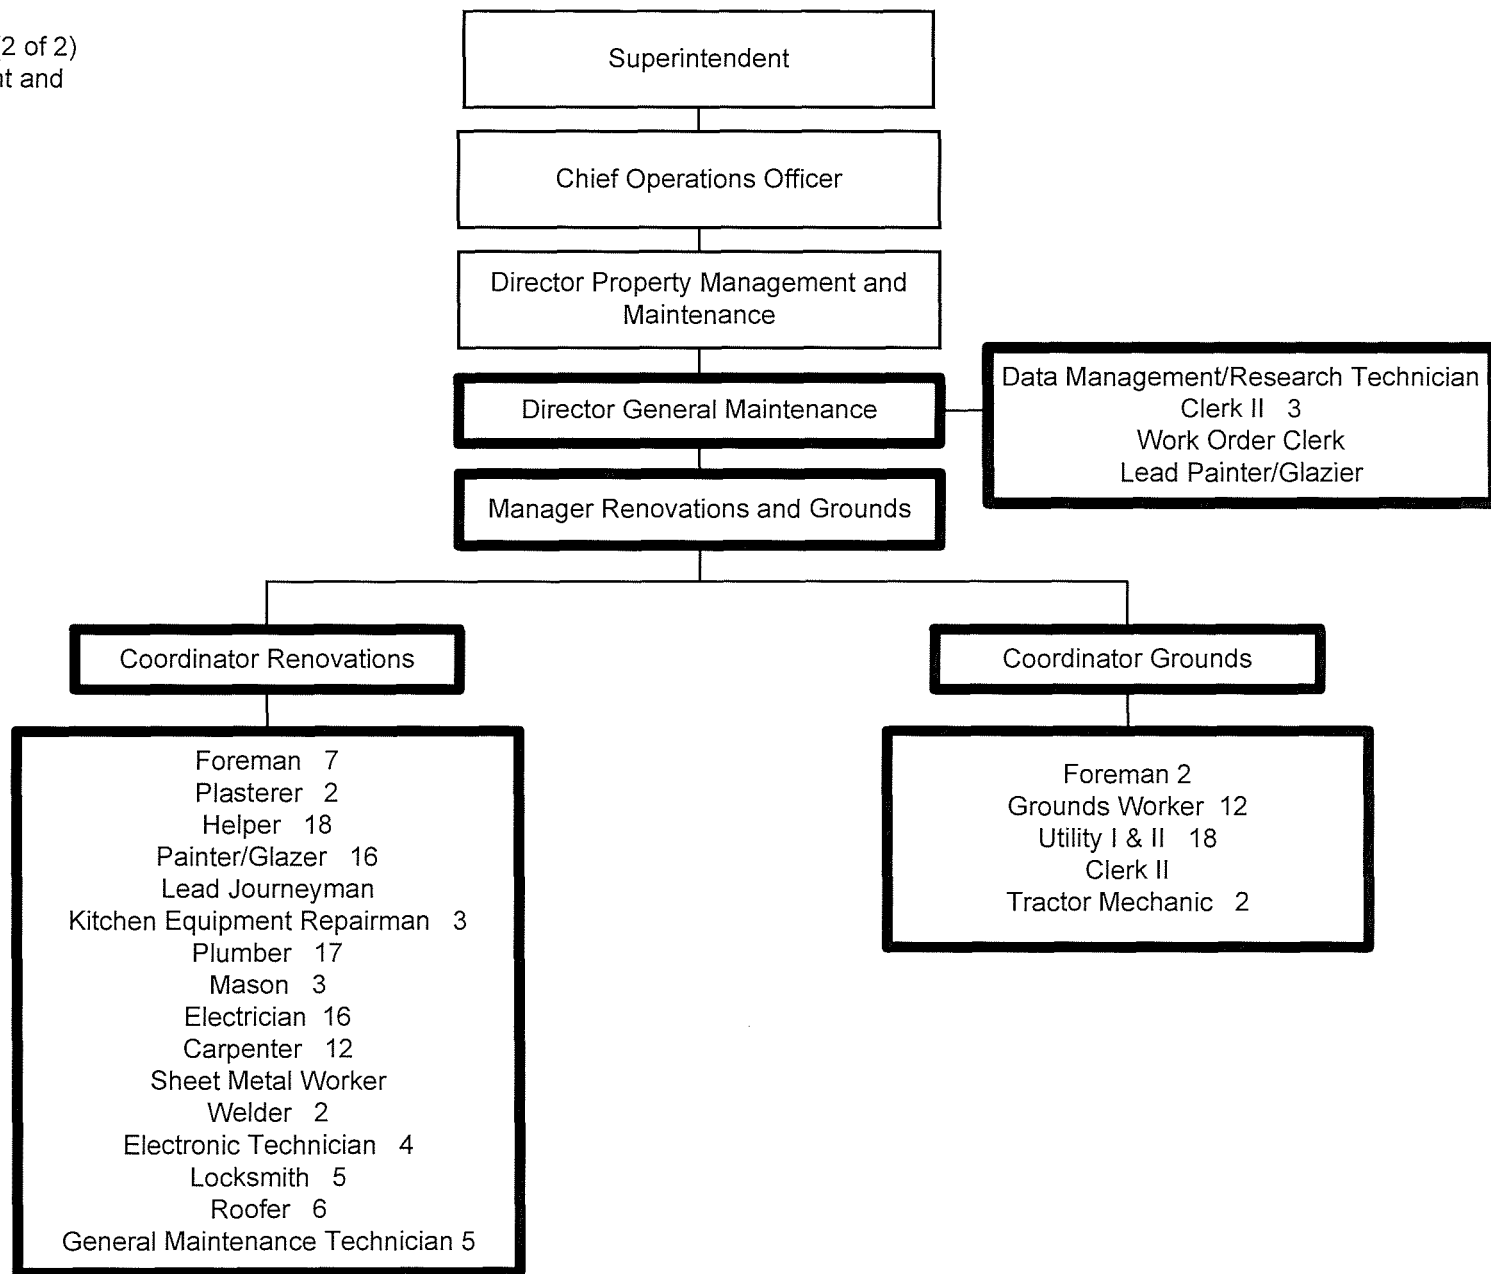 2 of 2)
t and
Superintendent
Chief Operations Officer
Director Property Management and
Maintenance
Director General Maintenance
Data Management/Research Technician
Clerk II 3
Work Order Clerk
Lead Painter/Glazier
Manager Renovations and Grounds
Coordinator Renovations
Coordinator Grounds
Foreman 7
Plasterer 2
Helper 18
Painter/Glazer 16
Lead Journeyman
Kitchen Equipment Repairman 3
Plumber 17
Mason 3
Electrician 16
Carpenter 12
Sheet Metal Worker
Welder 2
Electronic Technician 4
Locksmith 5
Roofer 6
General Maintenance Technician 5
Foreman 2
Grounds Worker 12
Utility I & II 18
Clerk II
Tractor Mechanic 2